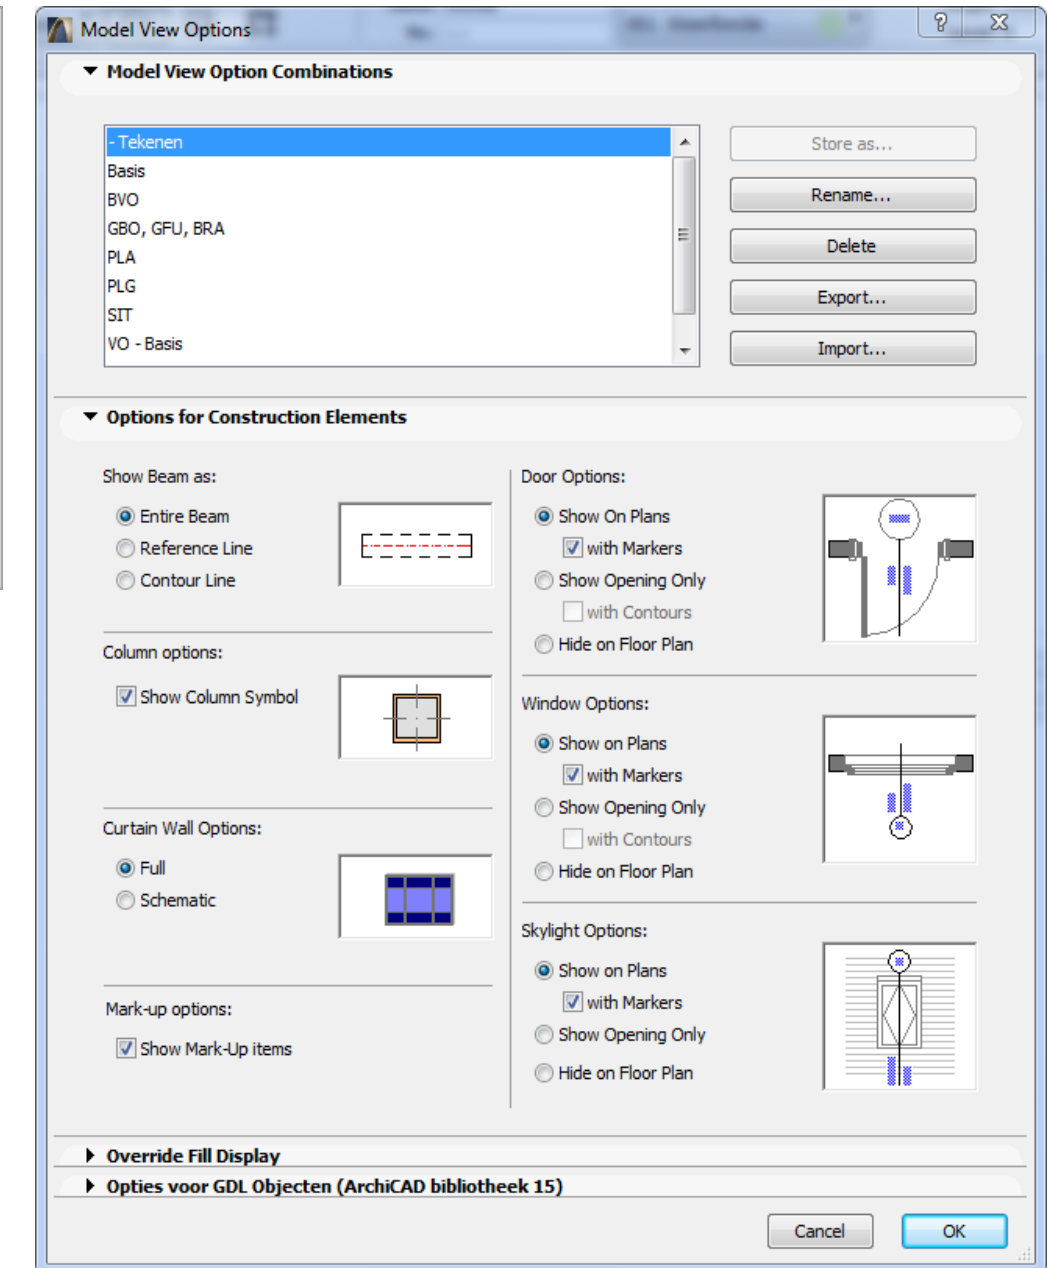 Model View Options
Model View Option Combinations
- Tekenen
Basis
BVO
GBO, GFU, BRA
PLA
PLG
SIT
VO - Basis
Store as...
Rename...
Delete
Export...
Import...
Options for Construction Elements
Show Beam as:
Entire Beam
Reference Line
Contour Line
Column options:
Show Column Symbol
Curtain Wall Options:
Full
Schematic
Mark-up options:
Show Mark-Up items
Door Options:
Show On Plans
with Markers
Show Opening Only
with Contours
Hide on Floor Plan
Window Options:
Show on Plans
with Markers
Show Opening Only
with Contours
Hide on Floor Plan
Skylight Options:
Show on Plans
with Markers
Show Opening Only
Hide on Floor Plan
Override Fill Display
Opties voor GDL Objecten (ArchiCAD bibliotheek 15)
Cancel
OK